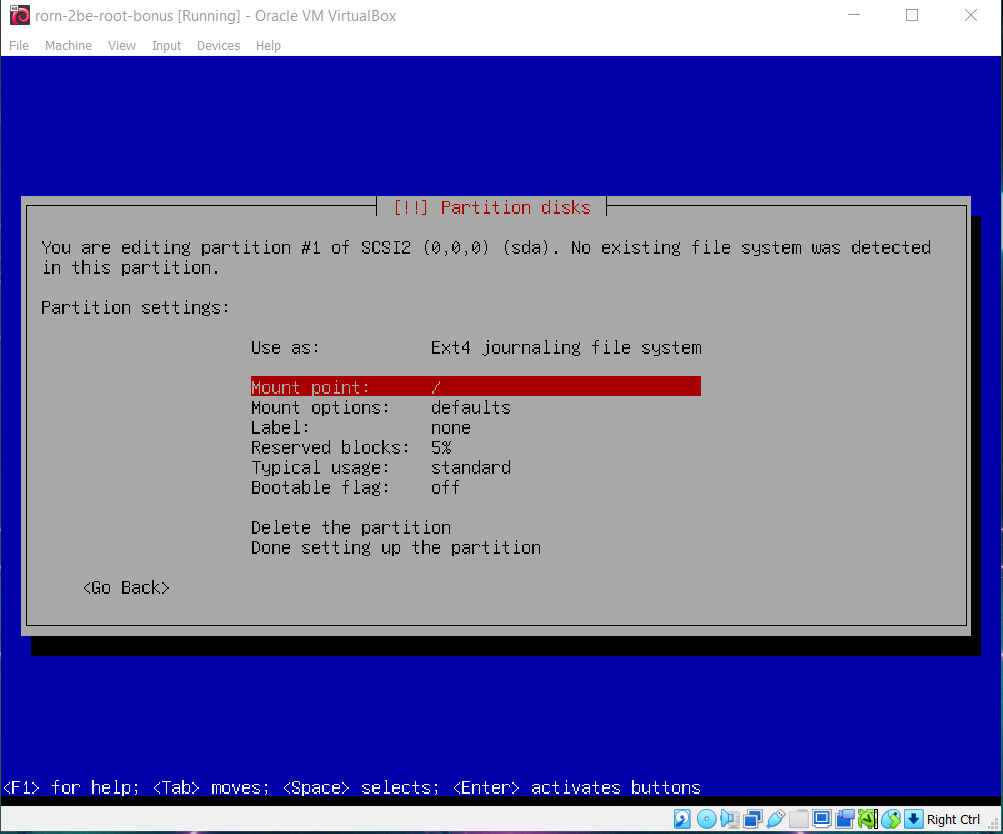 rorn-2be-root-bonus [Running] - Oracle VM VirtualBox
File Machine View Input Devices Help
[!!] Partition disks
You are editing partition #1 of SCSI2 (0,0,0) (sda). No existing file system was detected
in this partition.
Partition settings:
Use as: Ext4 journaling file system
Mount point: /
Mount options: defaults
Label: none
Reserved blocks: 5%
Typical usage: standard
Bootable flag: off
Delete the partition
Done setting up the partition
<Go Back>
<F1> for help; <Tab> moves; <Space> selects; <Enter> activates buttons
Right Ctrl